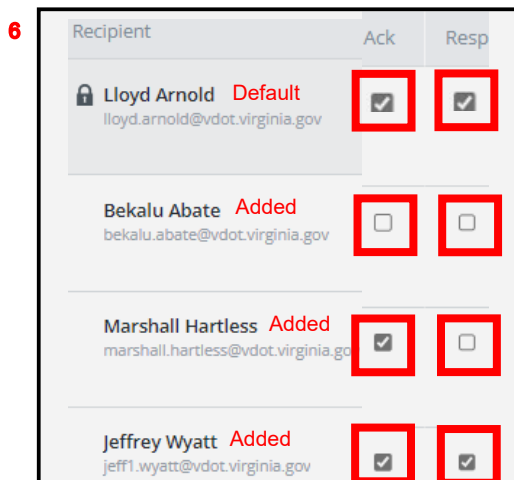 6
Recipient Ack Resp
Lloyd Arnold Default
lloyd.arnold@vdot.virginia.gov
Bekalu Abate Added
bekalu.abate@vdot.virginia.gov
Marshall Hartless Added
marshall.hartless@vdot.virginia.go
Jeffrey Wyatt Added
jeff1.wyatt@vdot.virginia.gov